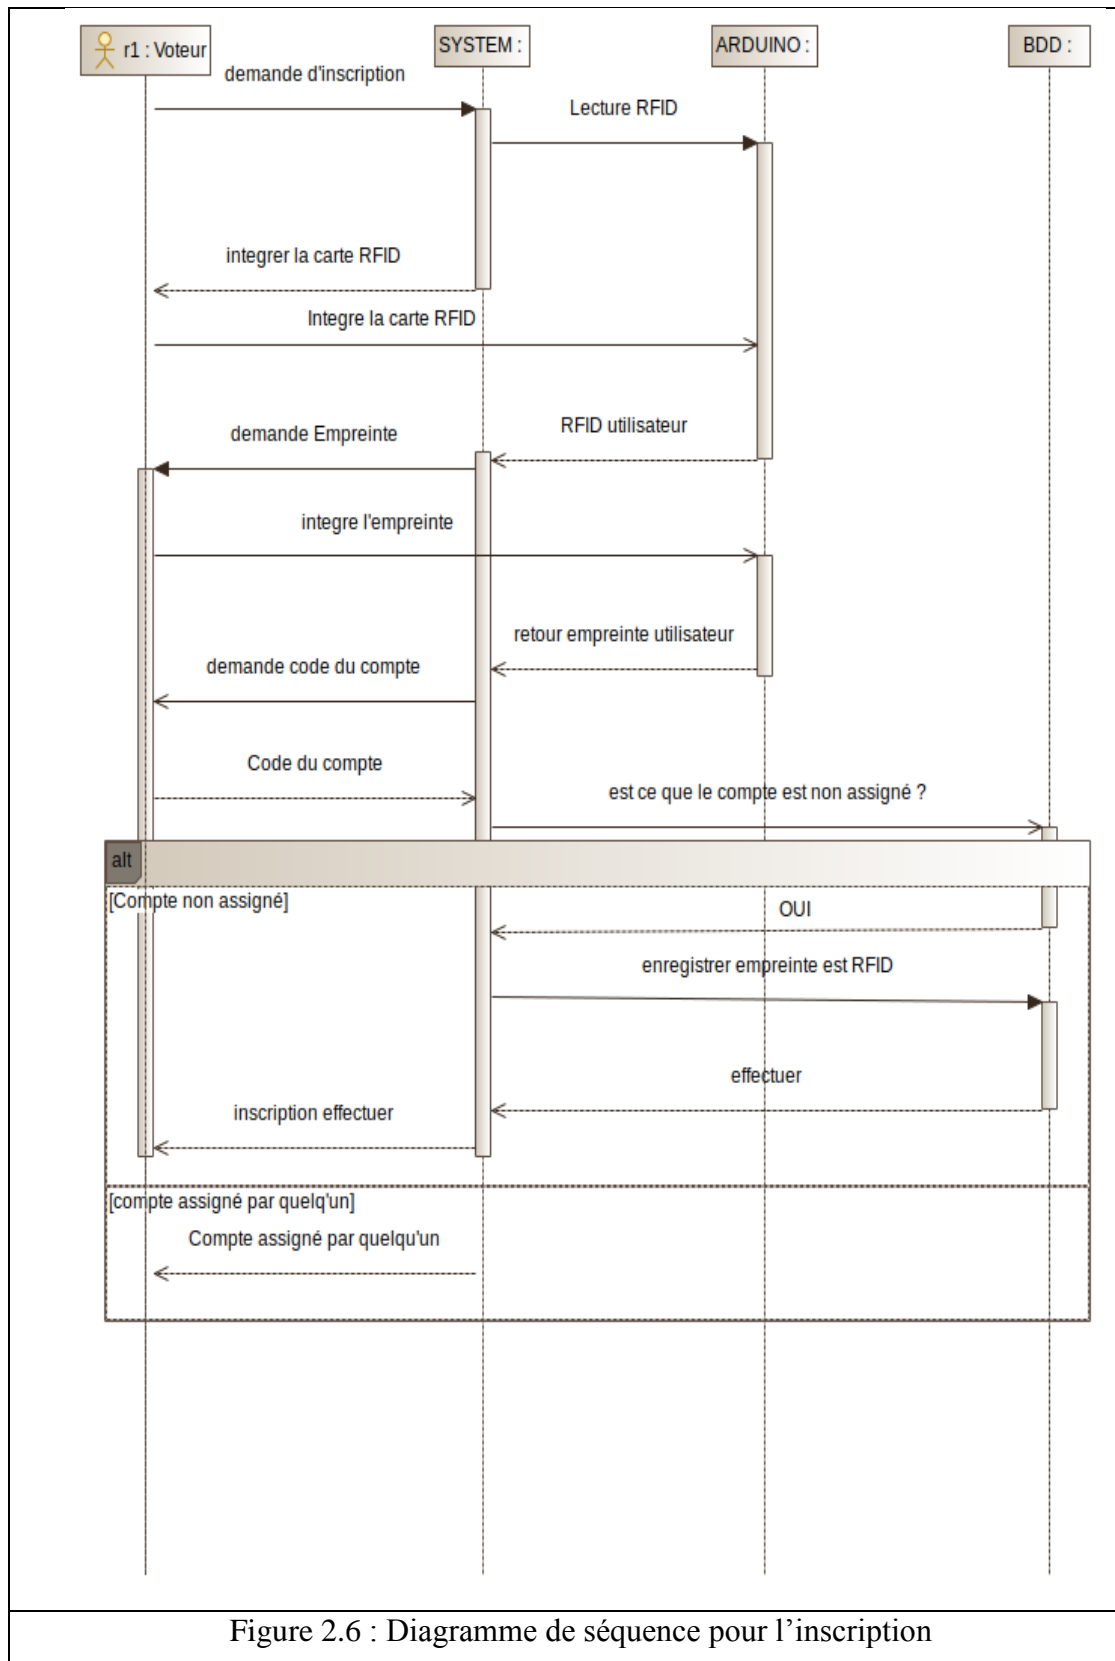 r1 : Voteur
SYSTEM :
ARDUINO :
BDD :
demande d'inscription
Lecture RFID
integrer la carte RFID
Integre la carte RFID
RFID utilisateur
demande Empreinte
integre l'empreinte
retour empreinte utilisateur
demande code du compte
Code du compte
est ce que le compte est non assigné ?
alt
[Compte non assigné]
OUI
enregistrer empreinte est RFID
effectuer
inscription effectuer
[compte assigné par quelq'un]
Compte assigné par quelqu'un
Figure 2.6 : Diagramme de séquence pour l’inscription